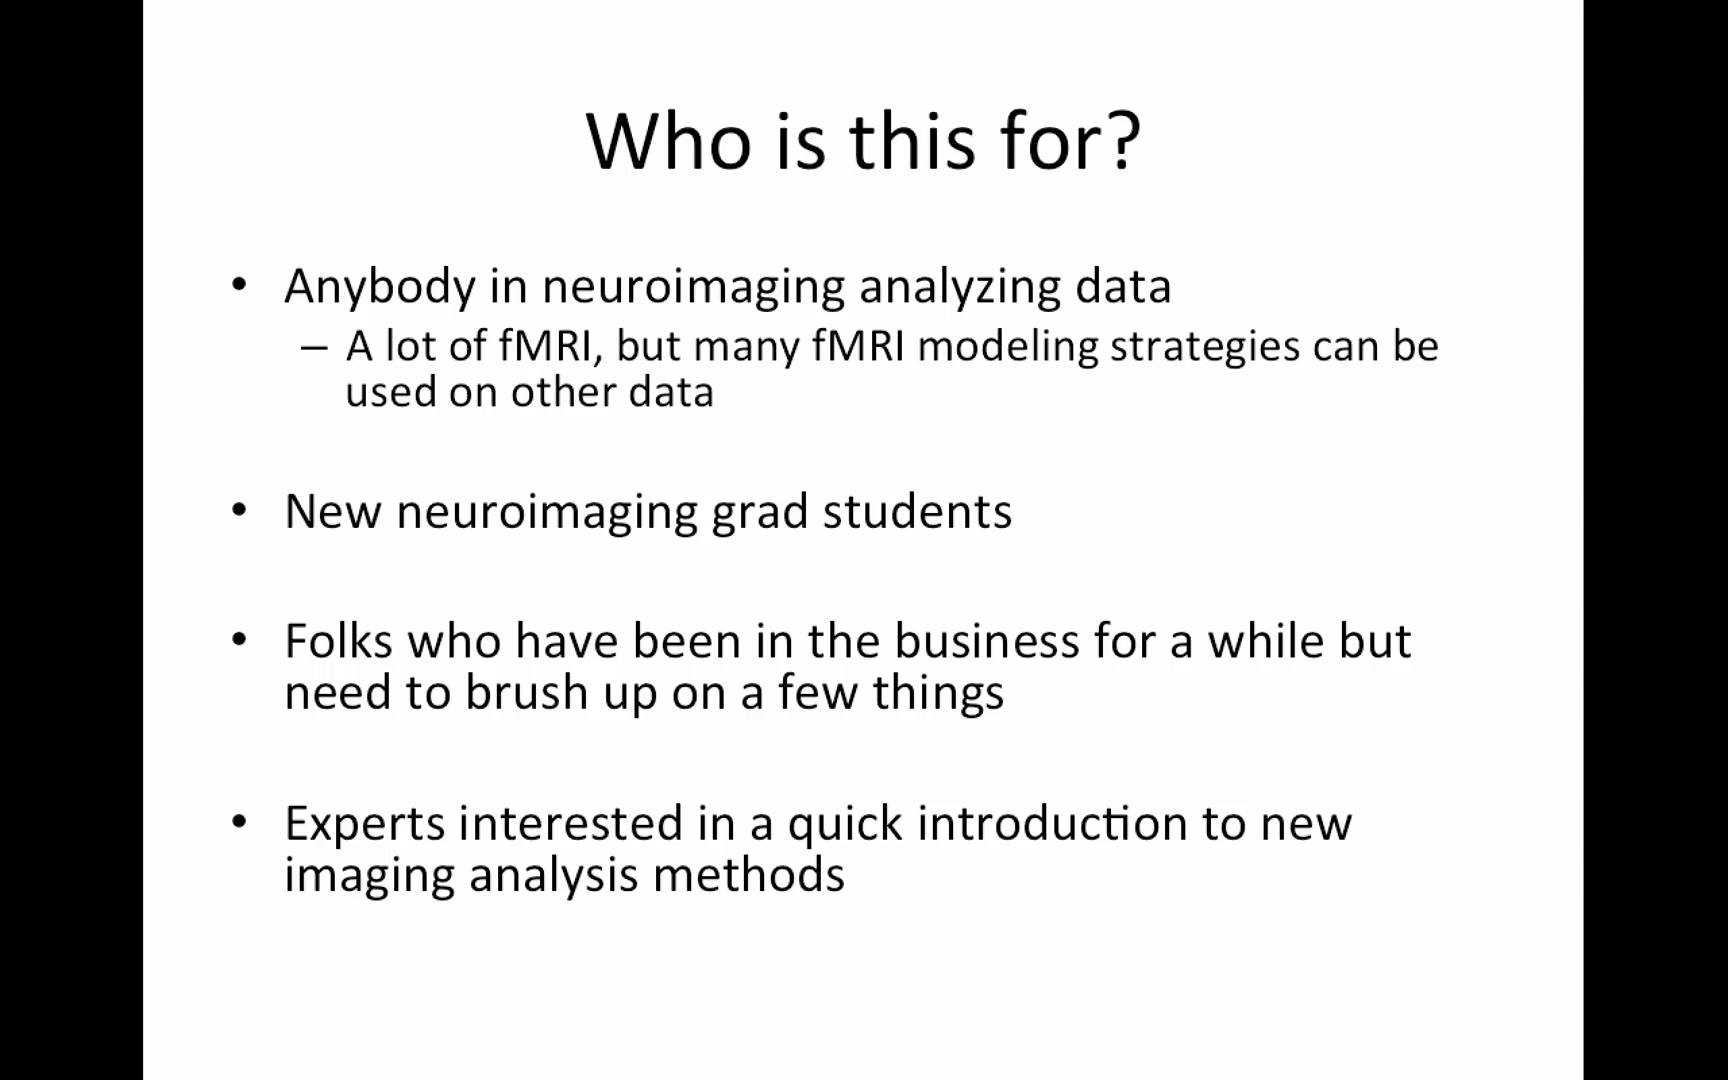 Who is this for?
• Anybody in neuroimaging analyzing data
– A lot of fMRI, but many fMRI modeling strategies can be
used on other data
• New neuroimaging grad students
• Folks who have been in the business for a while but
need to brush up on a few things
• Experts interested in a quick introduction to new
imaging analysis methods